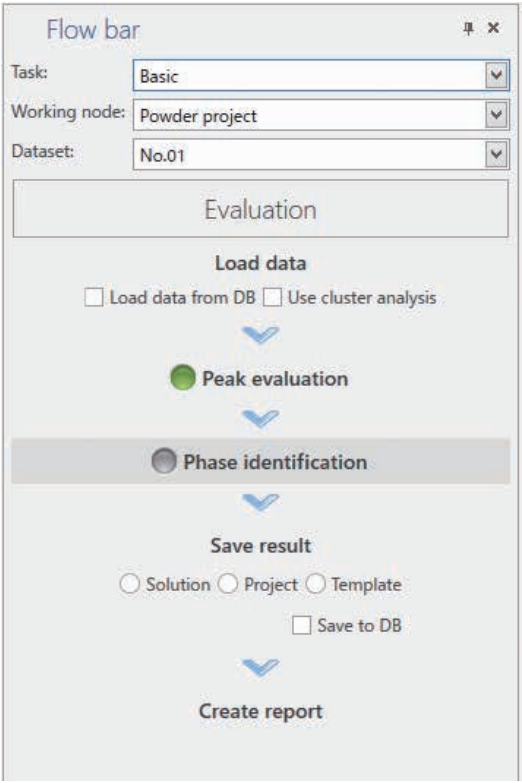 Flow bar
Task: Basic
Working node: Powder project
Dataset: No.01
Evaluation
Load data
Load data from DB Use cluster analysis
Peak evaluation
Phase identification
Save result
Solution Project Template
Save to DB
Create report